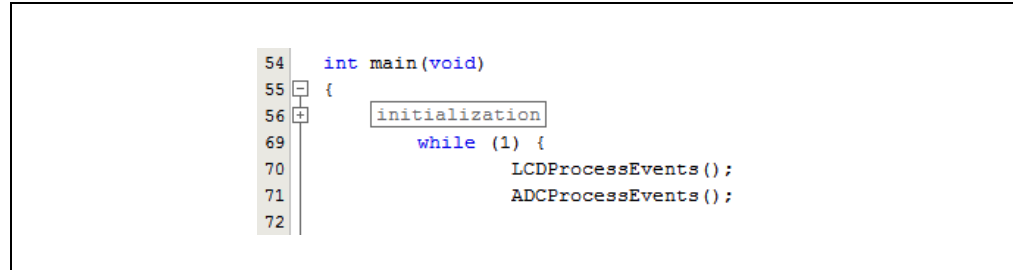 54 int main(void)
55 {
56 initialization
69 while (1) {
70 LCDProcessEvents();
71 ADCProcessEvents();
72